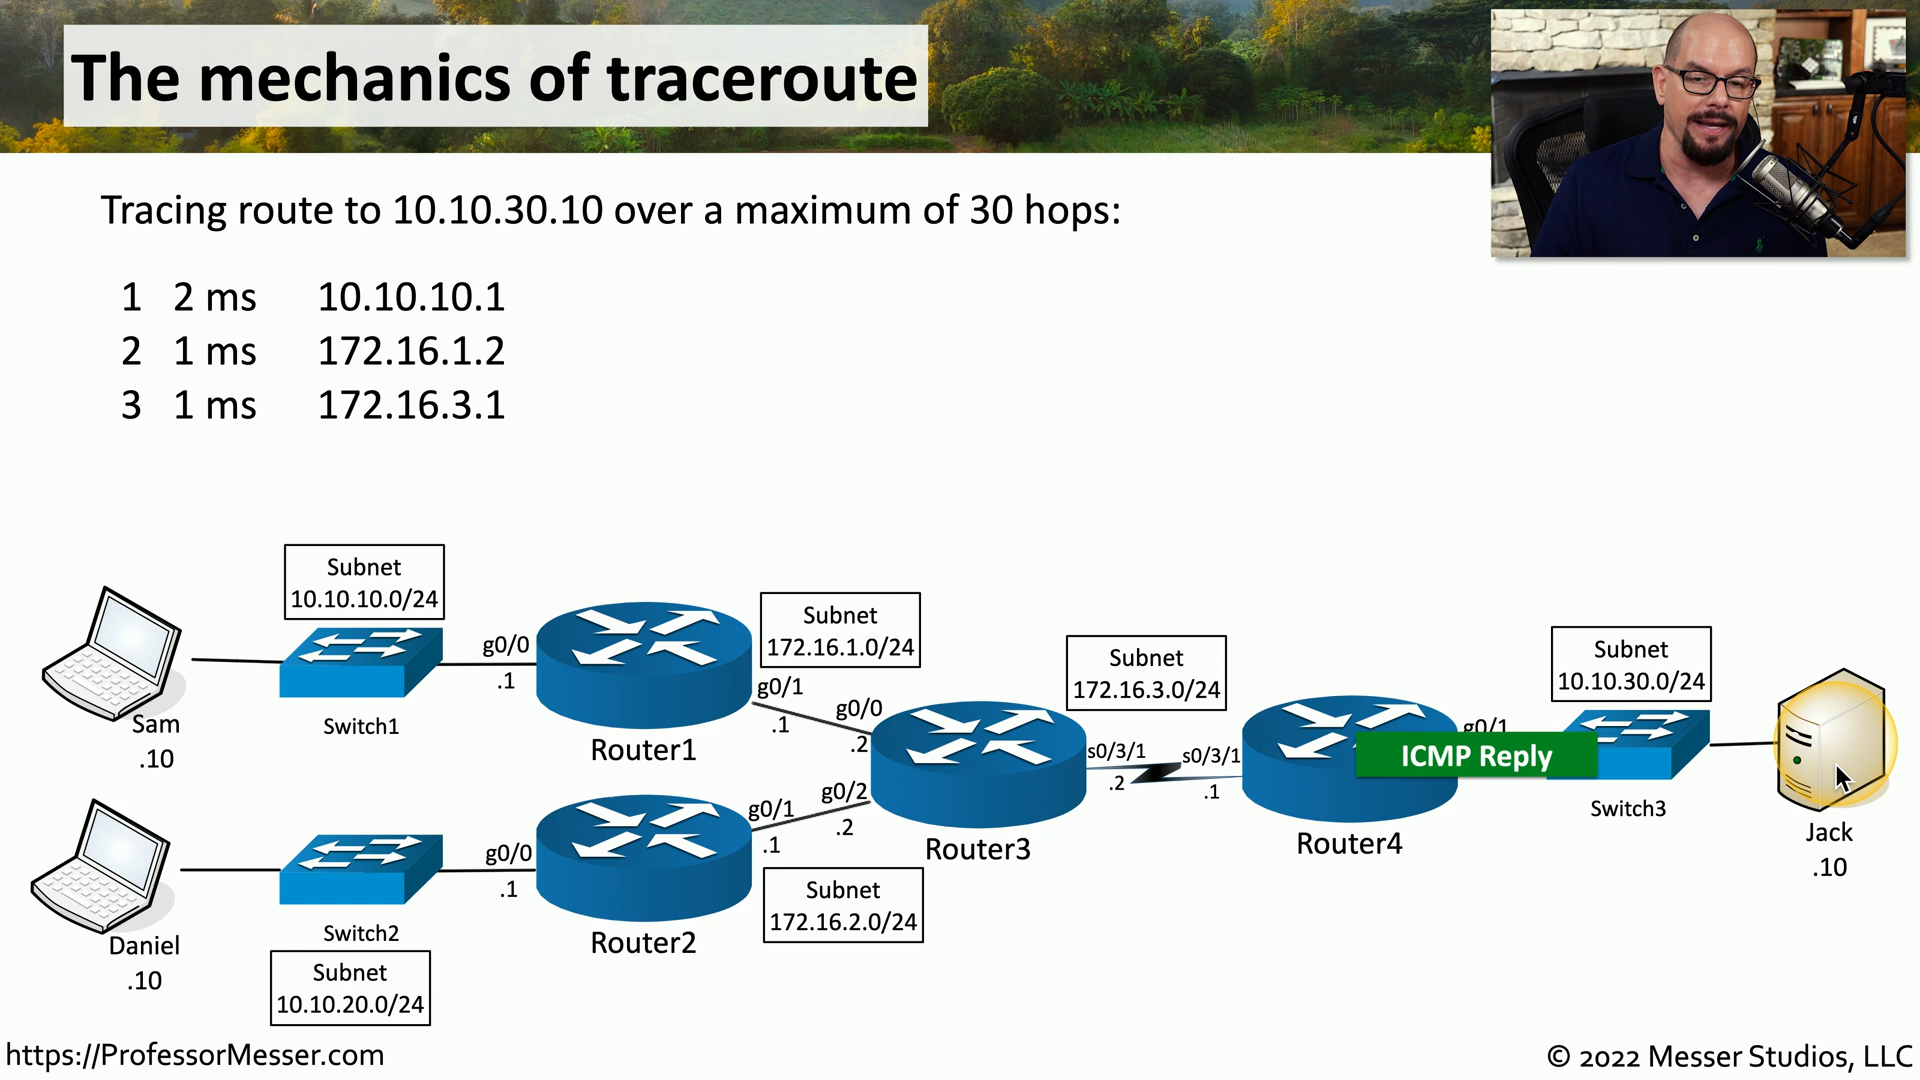 The mechanics of traceroute
Tracing route to 10.10.30.10 over a maximum of 30 hops:
1 2 ms 10.10.10.1
2 1 ms 172.16.1.2
3 1 ms 172.16.3.1
Subnet
10.10.10.0/24
Subnet
172.16.1.0/24
Subnet
172.16.3.0/24
Subnet
10.10.30.0/24
g0/0
.1
g0/1
.1
g0/0
.2
s0/3/1
.2
s0/3/1
.1
g0/1
ICMP Reply
Sam
.10
Switch1
Router1
Switch3
Jack
.10
g0/0
.1
g0/1
.1
g0/2
.2
Router3
Router4
Daniel
.10
Switch2
Router2
Subnet
172.16.2.0/24
Subnet
10.10.20.0/24
https://ProfessorMesser.com
© 2022 Messer Studios, LLC